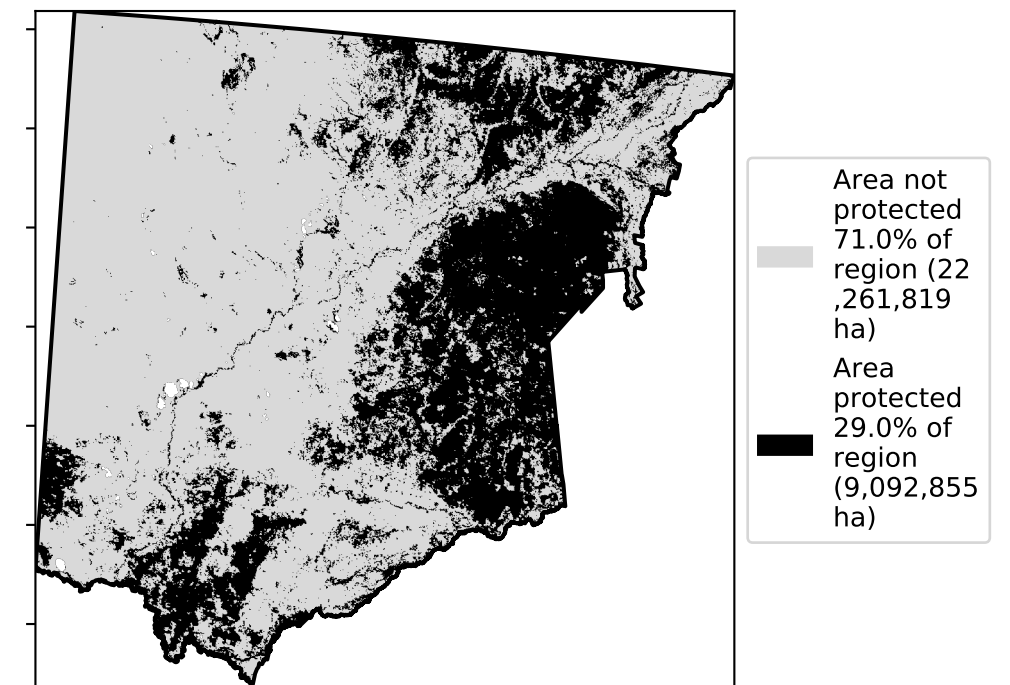 Area not
protected
71.0% of
region (22
,261,819
ha)
Area
protected
29.0% of
region
(9,092,855
ha)